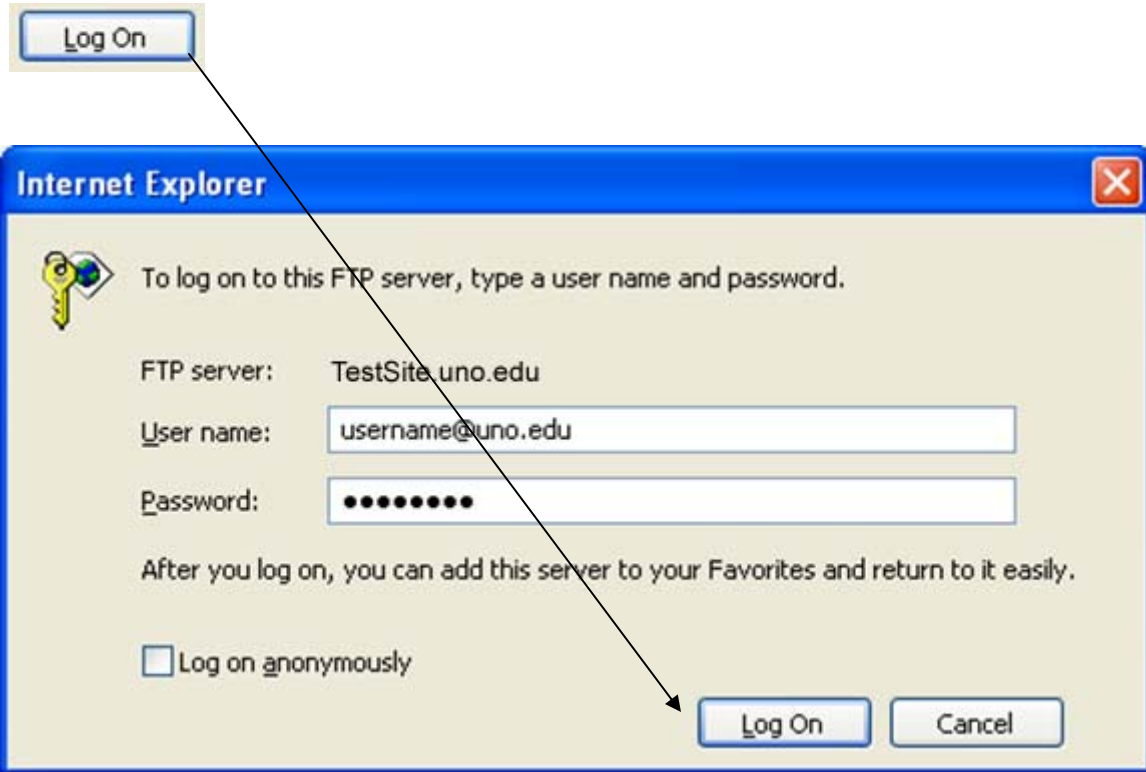 Log On
Internet Explorer
To log on to this FTP server, type a user name and password.
FTP server: TestSite.uno.edu
User name: username@uno.edu
Password: ●●●●●●●●
After you log on, you can add this server to your Favorites and return to it easily.
Log on anonymously
Log On Cancel